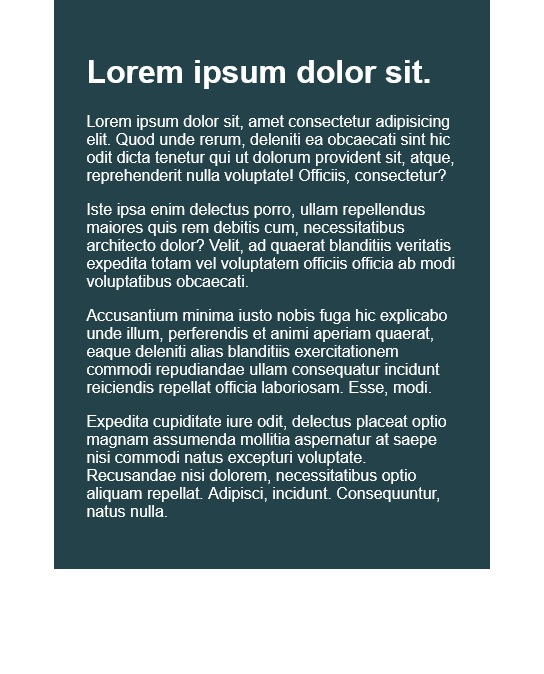 Lorem ipsum dolor sit.
Lorem ipsum dolor sit, amet consectetur adipisicing
elit. Quod unde rerum, deleniti ea obcaecati sint hic
odit dicta tenetur qui ut dolorum provident sit, atque,
reprehenderit nulla voluptate! Officiis, consectetur?
Iste ipsa enim delectus porro, ullam repellendus
maiores quis rem debitis cum, necessitatibus
architecto dolor? Velit, ad quaerat blanditiis veritatis
expedita totam vel voluptatem officiis officia ab modi
voluptatibus obcaecati.
Accusantium minima iusto nobis fuga hic explicabo
unde illum, perferendis et animi aperiam quaerat,
eaque deleniti alias blanditiis exercitationem
commodi repudiandae ullam consequatur incidunt
reiciendis repellat officia laboriosam. Esse, modi.
Expedita cupiditate iure odit, delectus placeat optio
magnam assumenda mollitia aspernatur at saepe
nisi commodi natus excepturi voluptate.
Recusandae nisi dolorem, necessitatibus optio
aliquam repellat. Adipisci, incidunt. Consequuntur,
natus nulla.